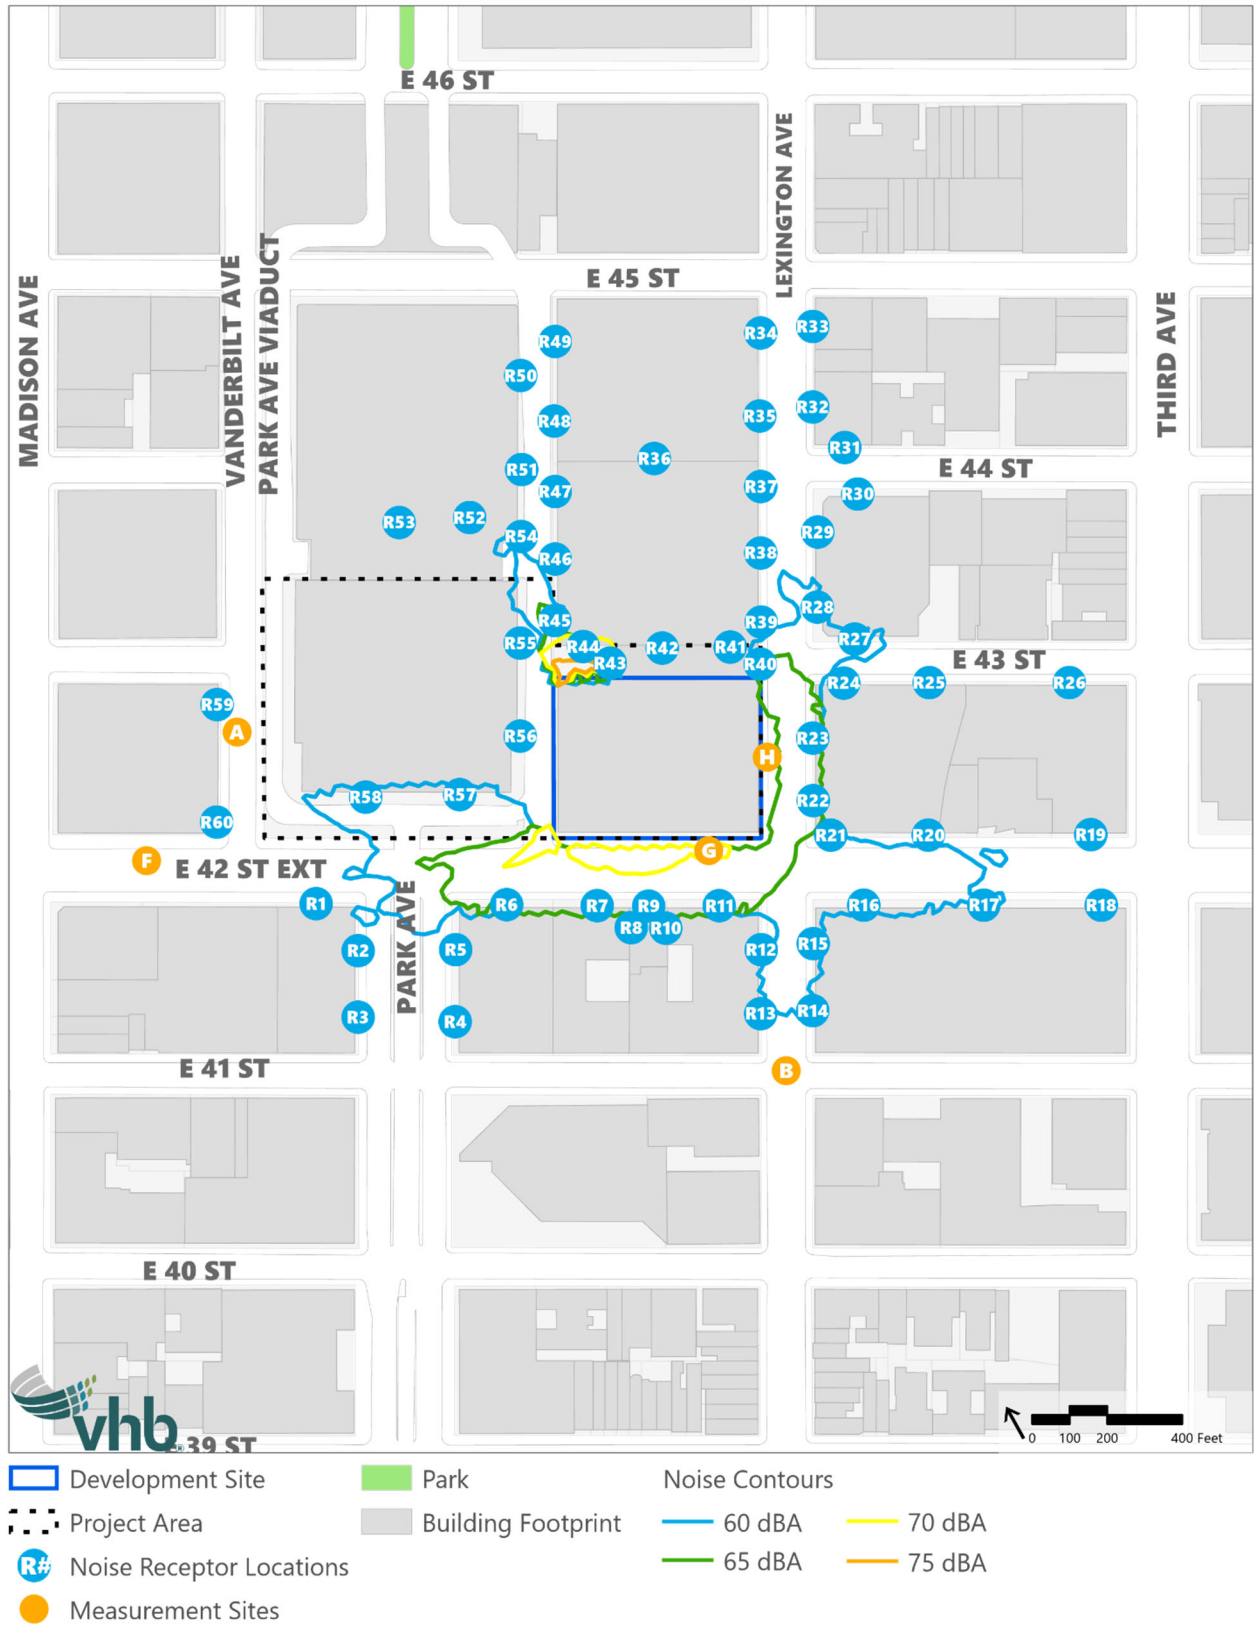 E 46 ST
LEXINGTON AVE
E 45 ST
MADISON AVE
VANDERBILT AVE
PARK AVE VIADUCT
THIRD AVE
R49
R34
R33
R50
R48
R35
R32
R31
R36
E 44 ST
R51
R47
R37
R30
R53
R52
R54
R29
R46
R38
R28
R45
R39
R27
R55
R44
R42
R41
R43
R40
E 43 ST
R24
R25
R26
R59
A
R56
R23
H
R58
R57
R22
R60
R21
R20
R19
F
E 42 ST EXT
G
R1
PARK AVE
R6
R7
R9
R11
R16
R17
R18
R8
R10
R2
R5
R12
R15
R3
R4
R13
R14
E 41 ST
B
E 40 ST
vhb
E 39 ST
0 100 200 400 Feet
Development Site
Park
Noise Contours
Project Area
Building Footprint
60 dBA
70 dBA
R# Noise Receptor Locations
65 dBA
75 dBA
Measurement Sites